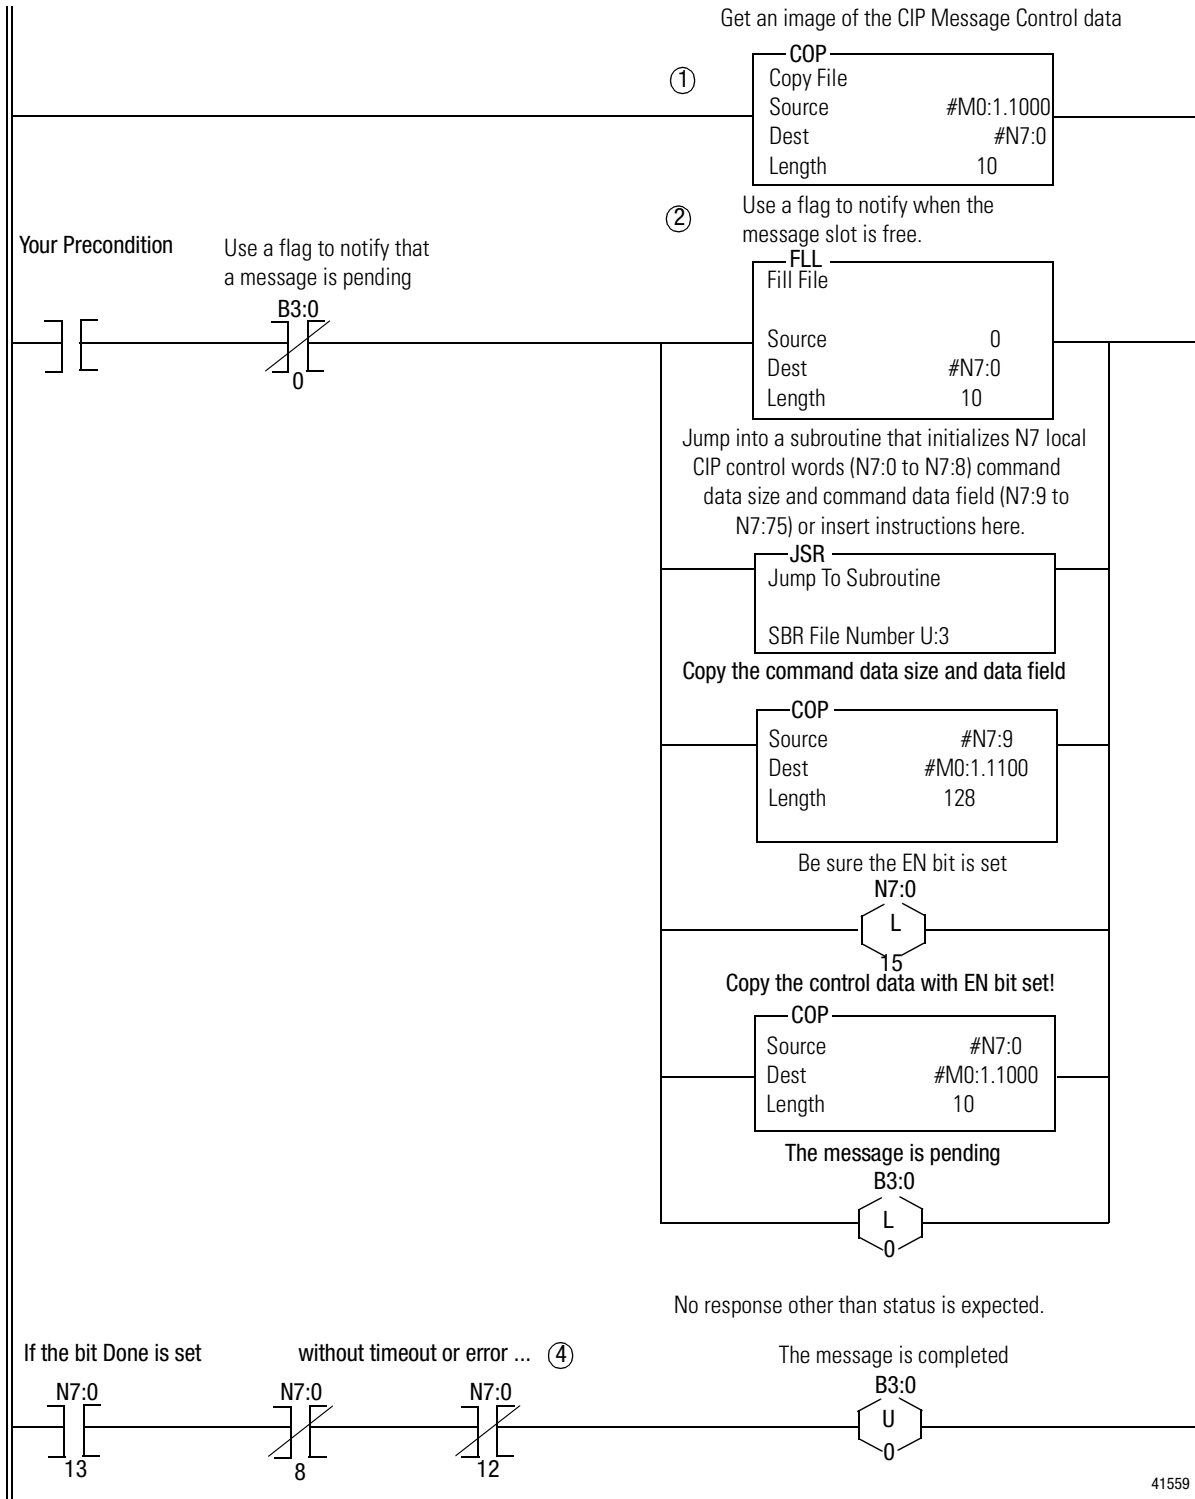 Get an image of the CIP Message Control data
1
COP
Copy File
Source #M0:1.1000
Dest #N7:0
Length 10
2
Use a flag to notify when the
message slot is free.
Your Precondition
Use a flag to notify that
a message is pending
B3:0
0
FLL
Fill File
Source 0
Dest #N7:0
Length 10
Jump into a subroutine that initializes N7 local
CIP control words (N7:0 to N7:8) command
data size and command data field (N7:9 to
N7:75) or insert instructions here.
JSR
Jump To Subroutine
SBR File Number U:3
Copy the command data size and data field
COP
Source #N7:9
Dest #M0:1.1100
Length 128
Be sure the EN bit is set
N7:0
L
15
Copy the control data with EN bit set!
COP
Source #N7:0
Dest #M0:1.1000
Length 10
The message is pending
B3:0
L
0
No response other than status is expected.
If the bit Done is set
without timeout or error ... 4
The message is completed
N7:0
13
N7:0
8
N7:0
12
B3:0
U
0
41559